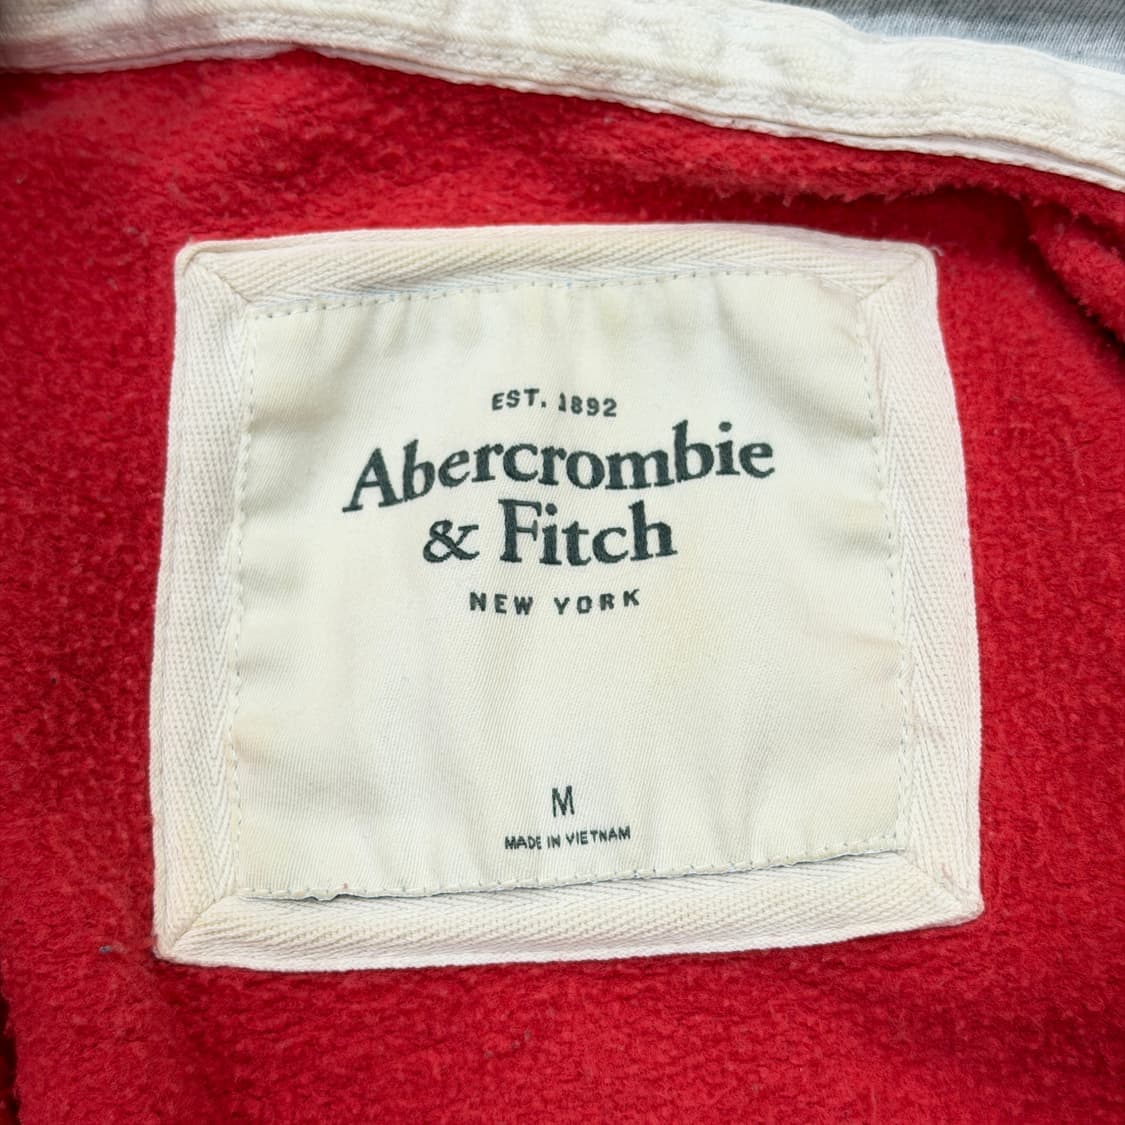 EST. 1892
Abercrombie
& Fitch
NEW YORK
M
MADE IN VIETNAM